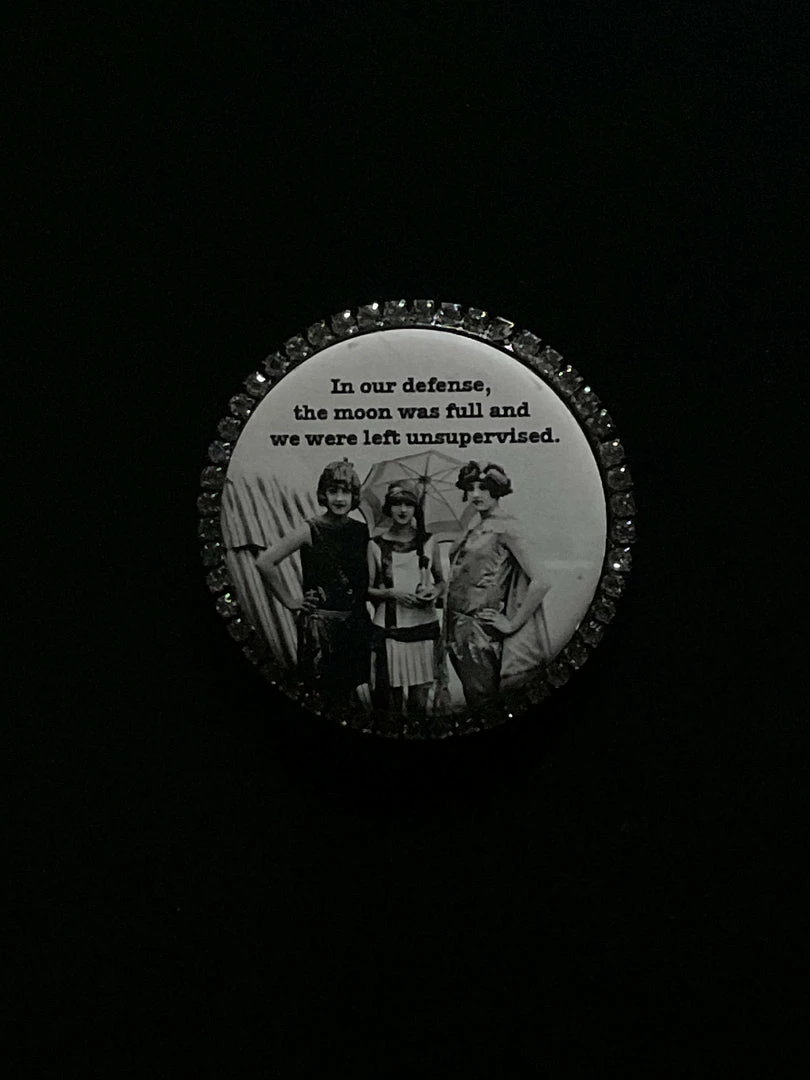 In our defense,
the moon was full and
we were left unsupervised.